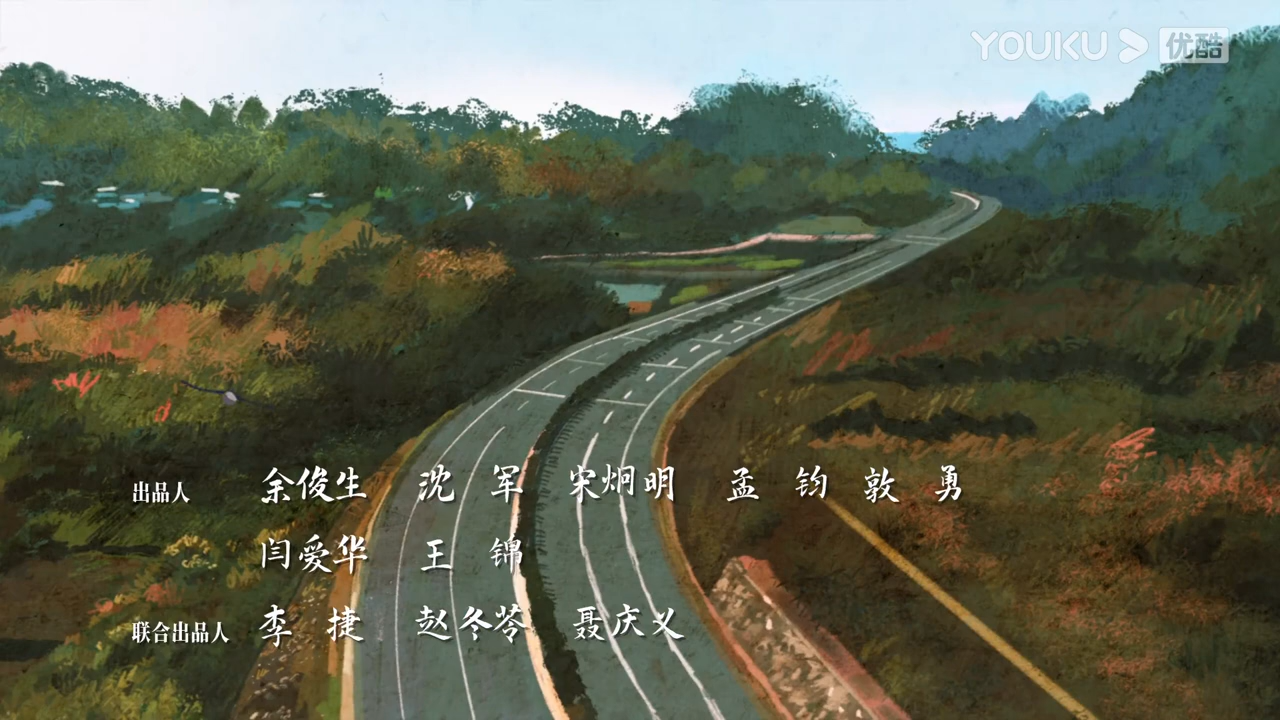 YOUKU 优酷
出品人 余俊生 沈军 宋炯明 孟钧 敦勇
闫爱华 王锦
联合出品人 李捷 赵冬苓 聂庆义